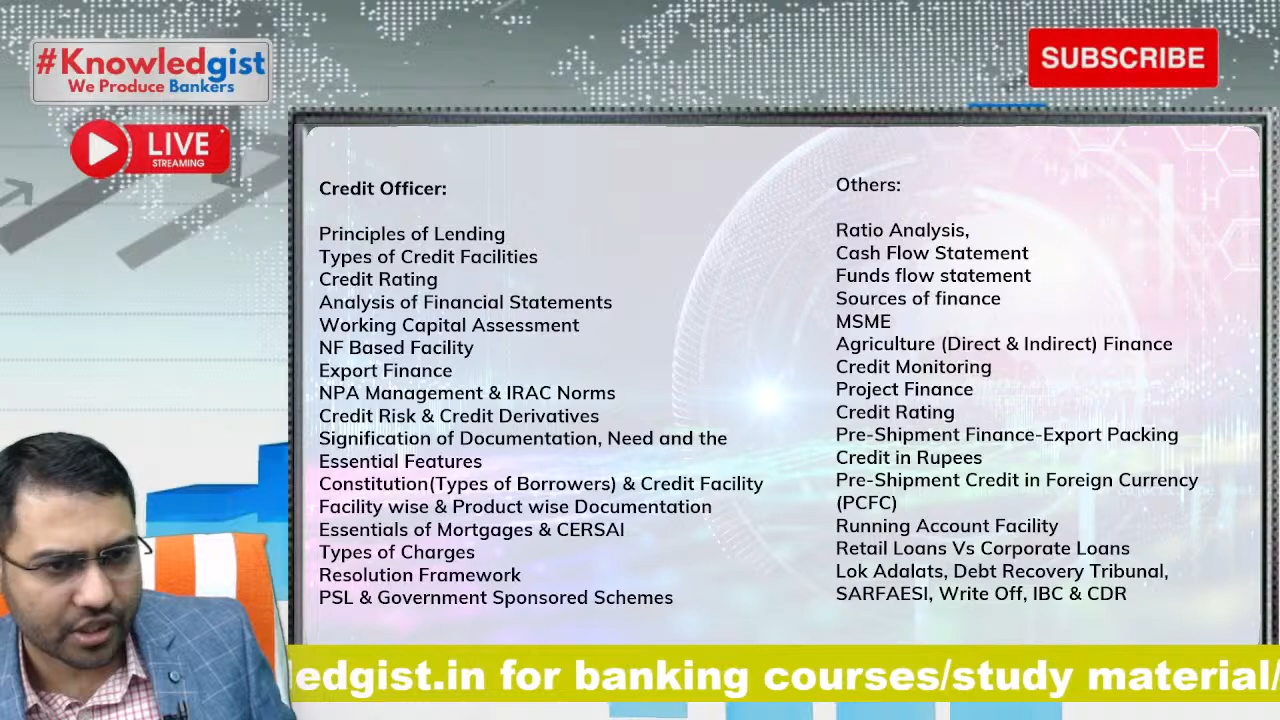 #Knowledgist
We Produce Bankers
SUBSCRIBE
LIVE
STREAMING
Credit Officer:
Principles of Lending
Types of Credit Facilities
Credit Rating
Analysis of Financial Statements
Working Capital Assessment
NF Based Facility
Export Finance
NPA Management & IRAC Norms
Credit Risk & Credit Derivatives
Signification of Documentation, Need and the
Essential Features
Constitution(Types of Borrowers) & Credit Facility
Facility wise & Product wise Documentation
Essentials of Mortgages & CERSAI
Types of Charges
Resolution Framework
PSL & Government Sponsored Schemes
Others:
Ratio Analysis,
Cash Flow Statement
Funds flow statement
Sources of finance
MSME
Agriculture (Direct & Indirect) Finance
Credit Monitoring
Project Finance
Credit Rating
Pre-Shipment Finance-Export Packing
Credit in Rupees
Pre-Shipment Credit in Foreign Currency
(PCFC)
Running Account Facility
Retail Loans Vs Corporate Loans
Lok Adalats, Debt Recovery Tribunal,
SARFAESI, Write Off, IBC & CDR
ledgist.in for banking courses/study material/